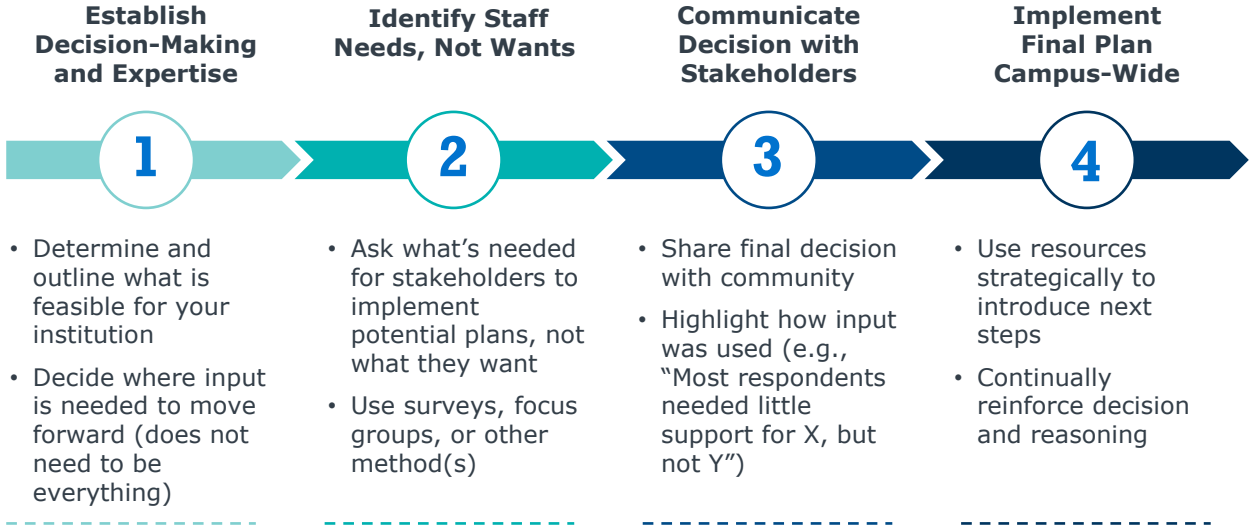 Establish
Decision-Making
and Expertise
1
• Determine and
outline what is
feasible for your
institution
• Decide where input
is needed to move
forward (does not
need to be
everything)
Identify Staff
Needs, Not Wants
2
• Ask what’s needed
for stakeholders to
implement
potential plans, not
what they want
• Use surveys, focus
groups, or other
method(s)
Communicate
Decision with
Stakeholders
3
• Share final decision
with community
• Highlight how input
was used (e.g.,
“Most respondents
needed little
support for X, but
not Y”)
Implement
Final Plan
Campus-Wide
4
• Use resources
strategically to
introduce next
steps
• Continually
reinforce decision
and reasoning